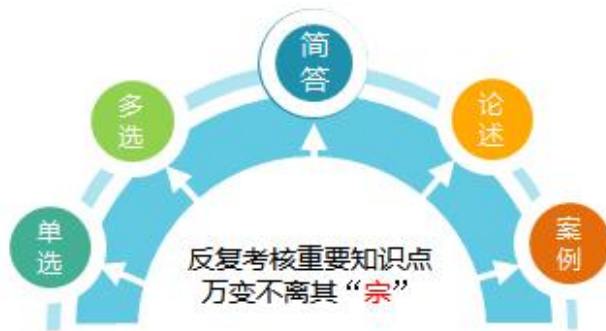 单选
多选
简答
论述
案例
反复考核重要知识点
万变不离其“宗”